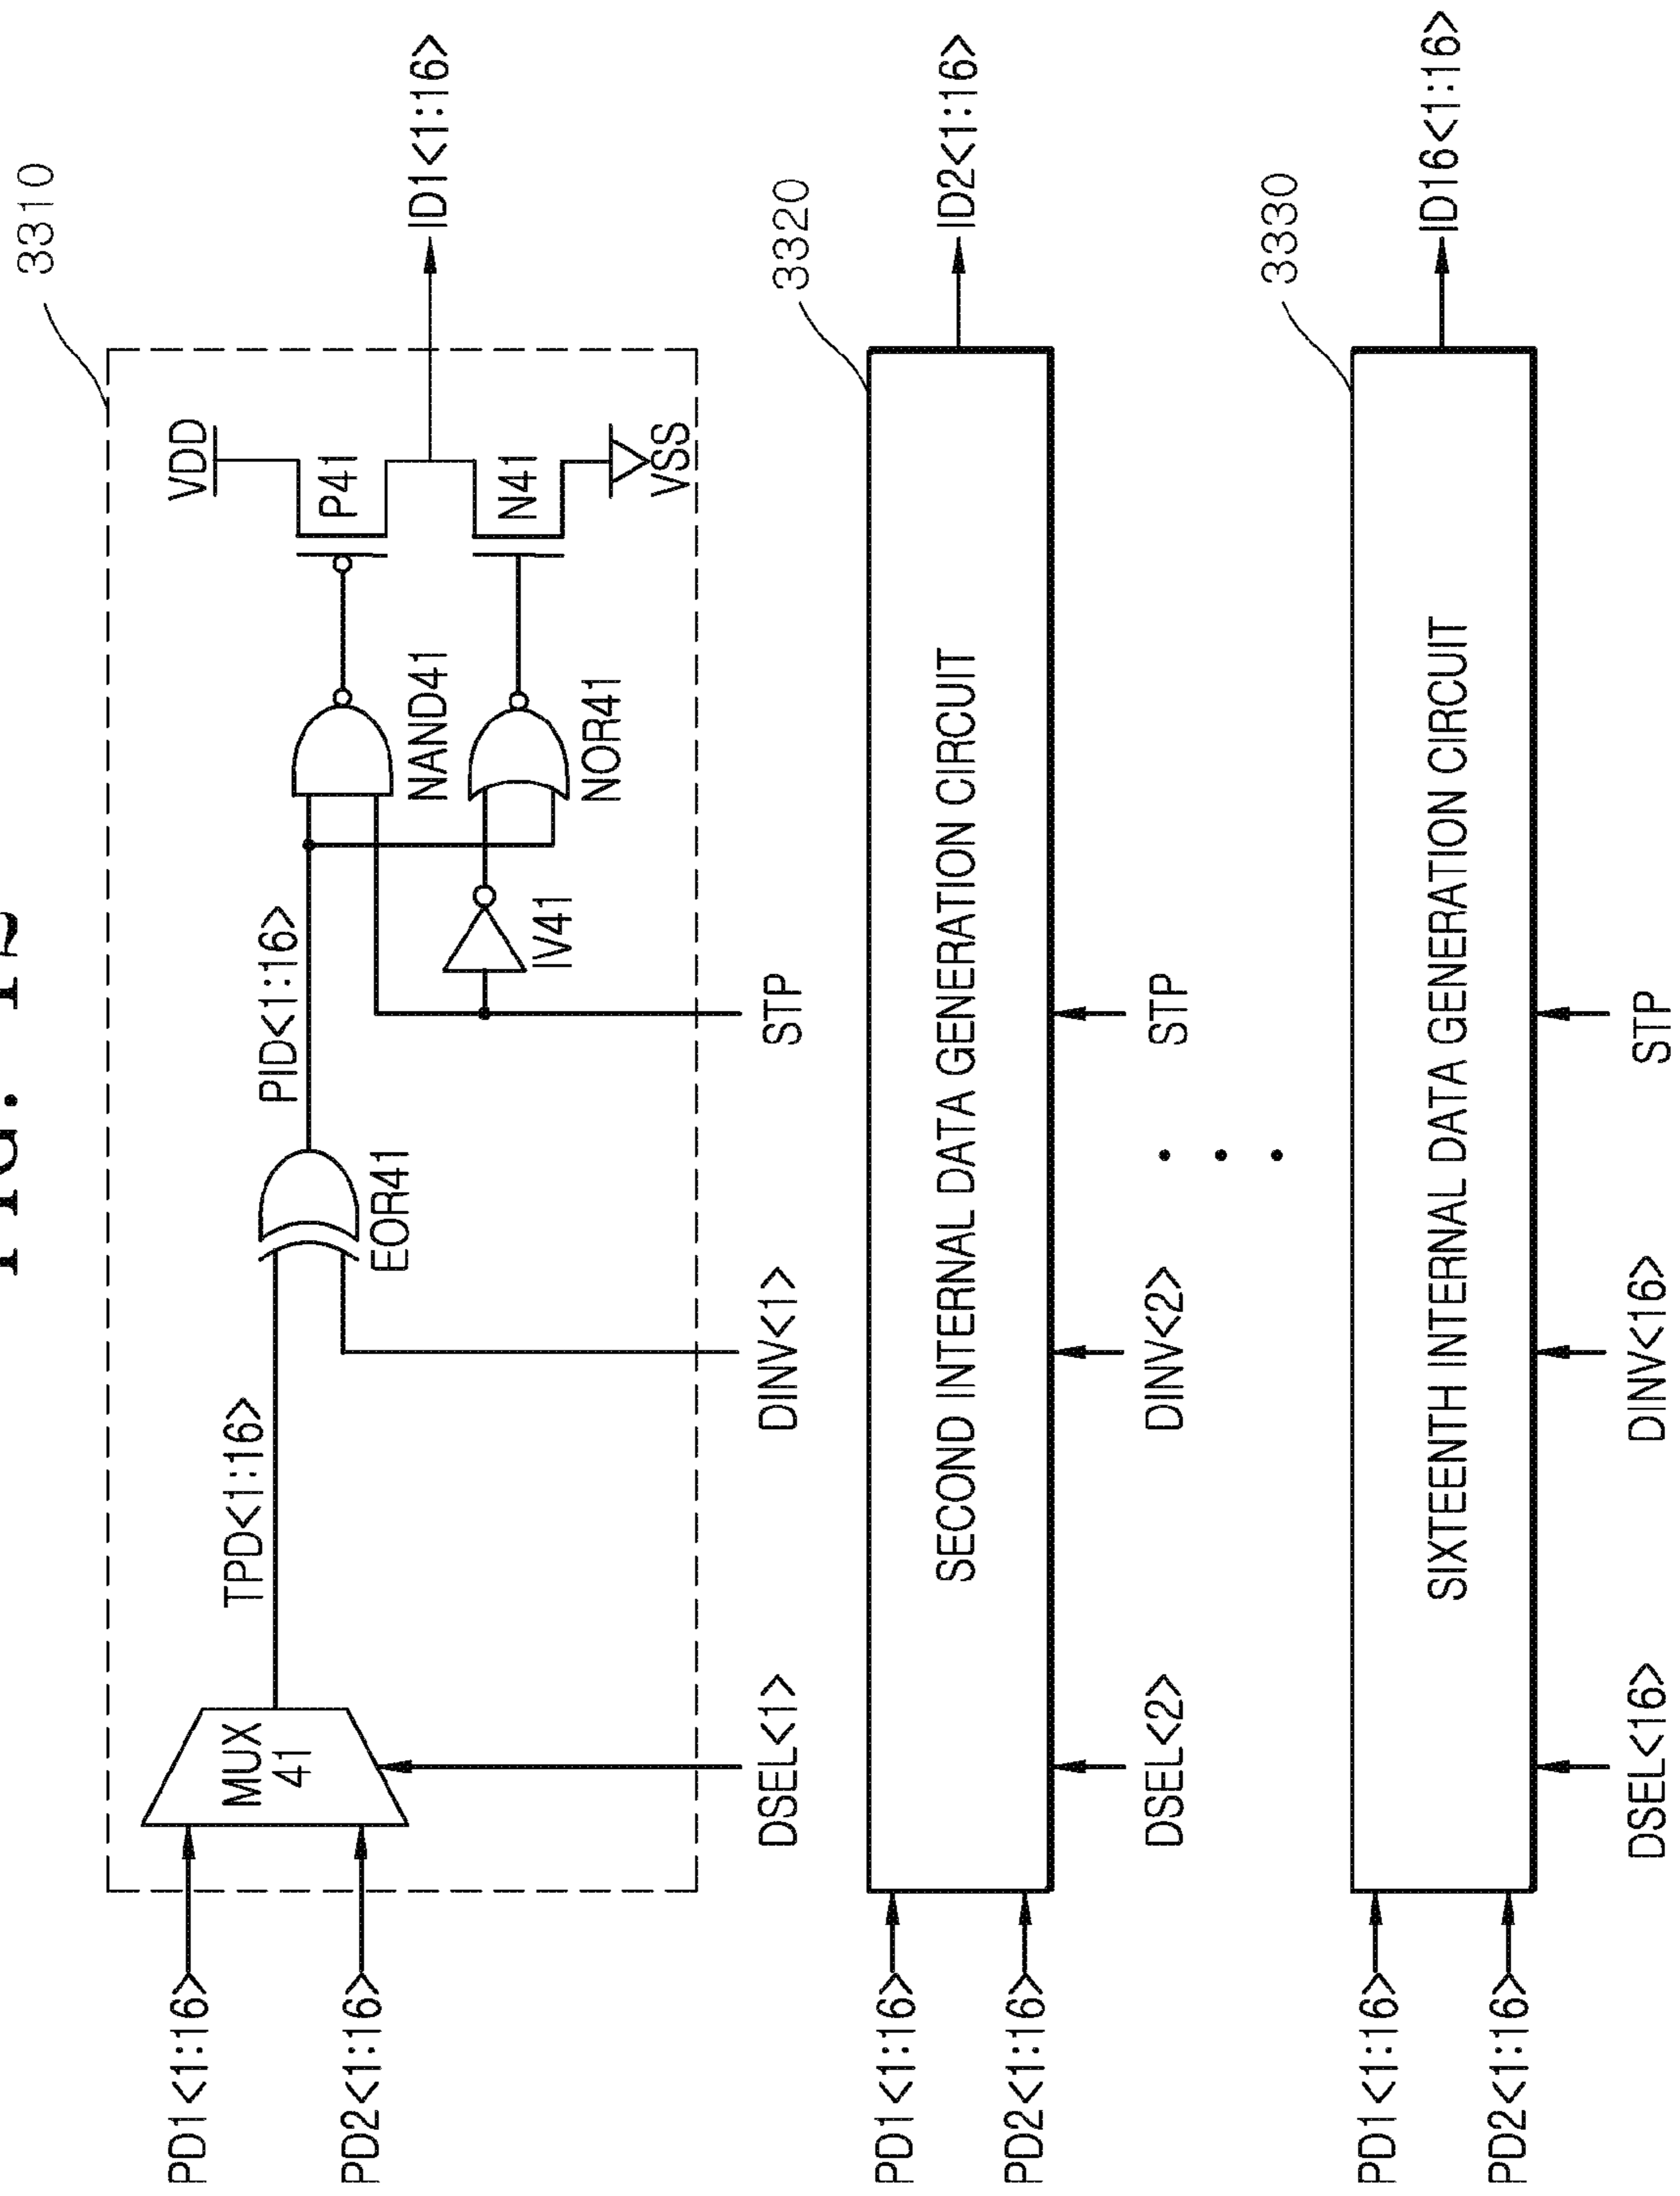 3310
VDD
PD1<1:16>
MUX
41
TPD<1:16>
PID<1:16>
P41
ID1<1:16>
PD2<1:16>
EOR41
NAND41
N41
IV41
NOR41
VSS
DSEL<1>
DINV<1>
STP
3320
PD1<1:16>
SECOND INTERNAL DATA GENERATION CIRCUIT
ID2<1:16>
PD2<1:16>
DSEL<2>
DINV<2>
STP
3330
PD1<1:16>
SIXTEENTH INTERNAL DATA GENERATION CIRCUIT
ID16<1:16>
PD2<1:16>
DSEL<16>
DINV<16>
STP